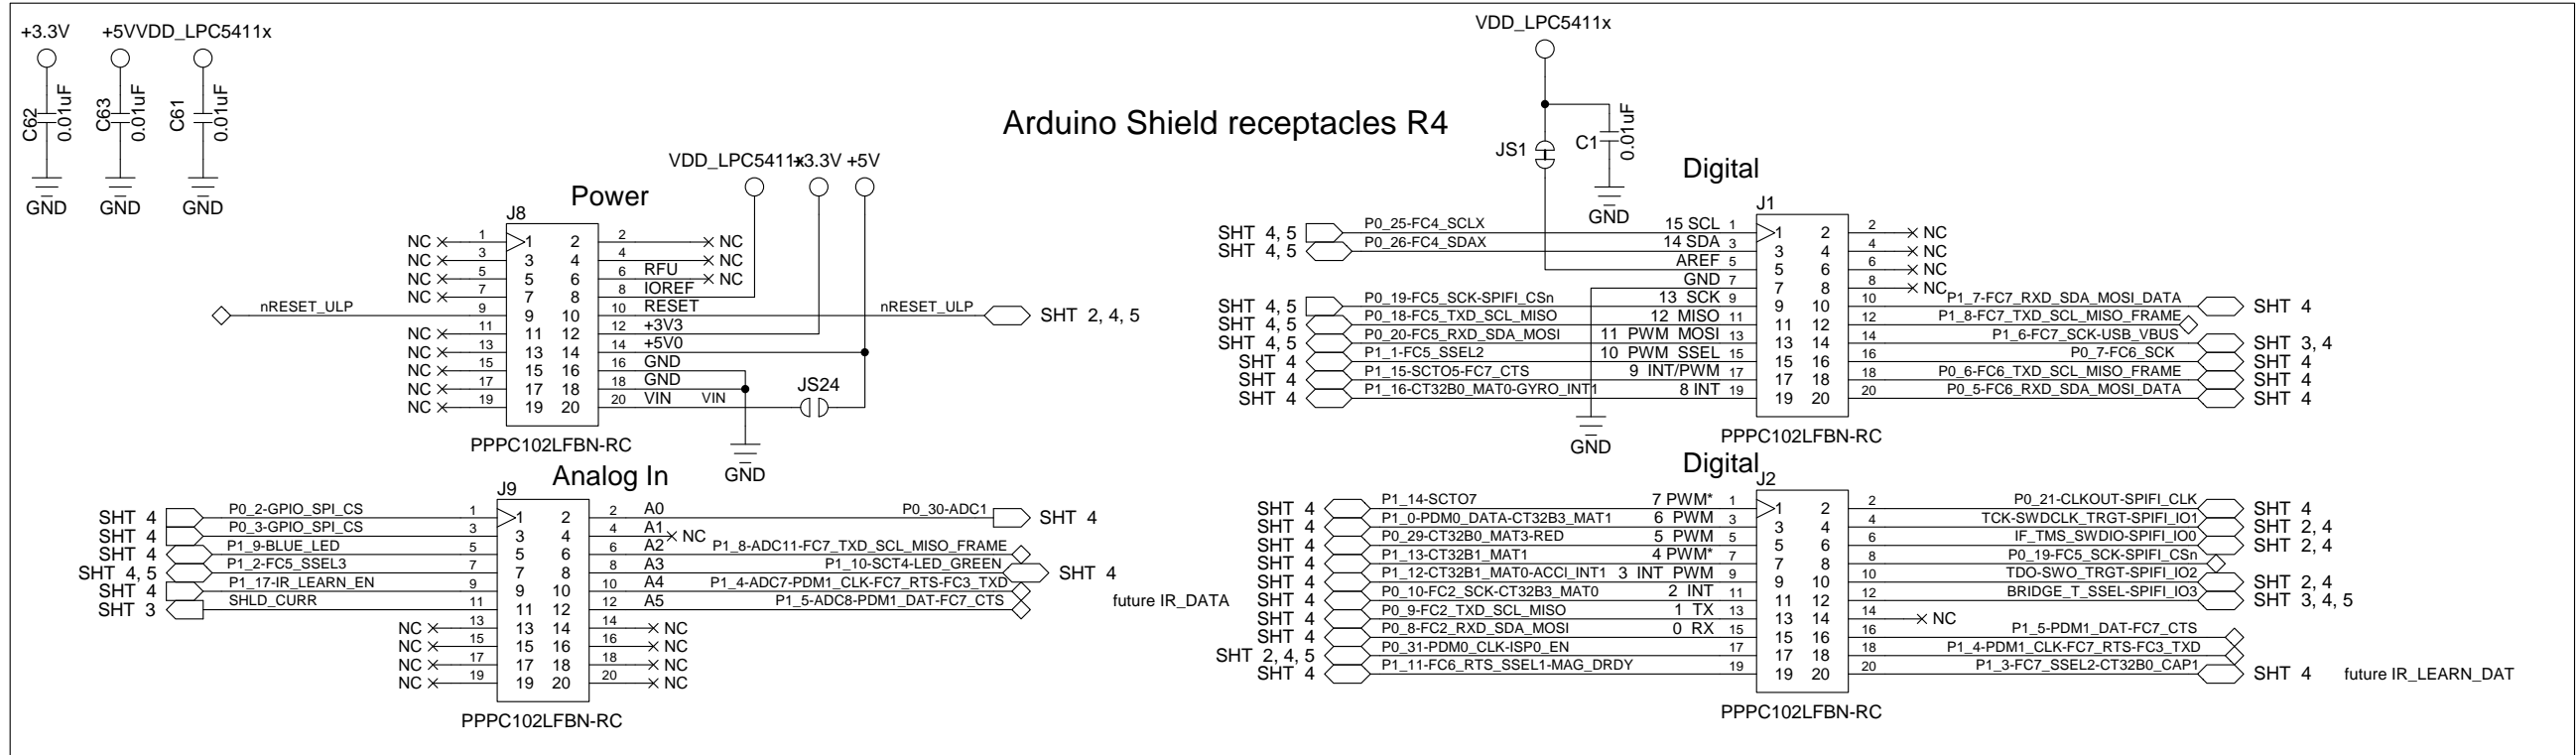 +3.3V +5V VDD_LPC5411x
C62 0.01uF C63 0.01uF C61 0.01uF
GND GND GND
Arduino Shield receptacles R4
VDD_LPC5411x +3.3V +5V
Power
J8
NC 1 1 2 2 NC
NC 3 3 4 4 NC
NC 5 5 6 6 RFU NC
NC 7 7 8 8 IOREF
nRESET_ULP 9 9 10 10 RESET nRESET_ULP SHT 2, 4, 5
NC 11 11 12 12 +3V3
NC 13 13 14 14 +5V0
NC 15 15 16 16 GND
NC 17 17 18 18 GND
NC 19 19 20 20 VIN VIN JS24
PPPC102LFBN-RC
GND
Analog In
J9
SHT 4 P0_2-GPIO_SPI_CS 1 1 2 2 A0 P0_30-ADC1 SHT 4
SHT 4 P0_3-GPIO_SPI_CS 3 3 4 4 A1 NC
SHT 4 P1_9-BLUE_LED 5 5 6 6 A2 P1_8-ADC11-FC7_TXD_SCL_MISO_FRAME
SHT 4, 5 P1_2-FC5_SSEL3 7 7 8 8 A3 P1_10-SCT4-LED_GREEN SHT 4
SHT 4 P1_17-IR_LEARN_EN 9 9 10 10 A4 P1_4-ADC7-PDM1_CLK-FC7_RTS-FC3_TXD
SHT 3 SHLD_CURR 11 11 12 12 A5 P1_5-ADC8-PDM1_DAT-FC7_CTS future IR_DATA
NC 13 13 14 14 NC
NC 15 15 16 16 NC
NC 17 17 18 18 NC
NC 19 19 20 20 NC
PPPC102LFBN-RC
VDD_LPC5411x
JS1 C1 0.01uF
GND
Digital
J1
SHT 4, 5 P0_25-FC4_SCLX 15 SCL 1 1 2 2 NC
SHT 4, 5 P0_26-FC4_SDAX 14 SDA 3 3 4 4 NC
AREF 5 5 6 6 NC
GND 7 7 8 8 NC
SHT 4, 5 P0_19-FC5_SCK-SPIFI_CSn 13 SCK 9 9 10 10 P1_7-FC7_RXD_SDA_MOSI_DATA SHT 4
SHT 4, 5 P0_18-FC5_TXD_SCL_MISO 12 MISO 11 11 12 12 P1_8-FC7_TXD_SCL_MISO_FRAME
SHT 4, 5 P0_20-FC5_RXD_SDA_MOSI 11 PWM MOSI 13 13 14 14 P1_6-FC7_SCK-USB_VBUS SHT 3, 4
SHT 4 P1_1-FC5_SSEL2 10 PWM SSEL 15 15 16 16 P0_7-FC6_SCK SHT 4
SHT 4 P1_15-SCTO5-FC7_CTS 9 INT/PWM 17 17 18 18 P0_6-FC6_TXD_SCL_MISO_FRAME SHT 4
SHT 4 P1_16-CT32B0_MAT0-GYRO_INT1 8 INT 19 19 20 20 P0_5-FC6_RXD_SDA_MOSI_DATA SHT 4
GND
PPPC102LFBN-RC
Digital
J2
SHT 4 P1_14-SCTO7 7 PWM* 1 1 2 2 P0_21-CLKOUT-SPIFI_CLK SHT 4
SHT 4 P1_0-PDM0_DATA-CT32B3_MAT1 6 PWM 3 3 4 4 TCK-SWDCLK_TRGT-SPIFI_IO1 SHT 2, 4
SHT 4 P0_29-CT32B0_MAT3-RED 5 PWM 5 5 6 6 IF_TMS_SWDIO-SPIFI_IO0 SHT 2, 4
SHT 4 P1_13-CT32B1_MAT1 4 PWM* 7 7 8 8 P0_19-FC5_SCK-SPIFI_CSn
SHT 4 P1_12-CT32B1_MAT0-ACCl_INT1 3 INT PWM 9 9 10 10 TDO-SWO_TRGT-SPIFI_IO2 SHT 2, 4
SHT 4 P0_10-FC2_SCK-CT32B3_MAT0 2 INT 11 11 12 12 BRIDGE_T_SSEL-SPIFI_IO3 SHT 3, 4, 5
SHT 4 P0_9-FC2_TXD_SCL_MISO 1 TX 13 13 14 14 NC
SHT 4 P0_8-FC2_RXD_SDA_MOSI 0 RX 15 15 16 16 P1_5-PDM1_DAT-FC7_CTS
SHT 2, 4, 5 P0_31-PDM0_CLK-ISP0_EN 17 17 18 18 P1_4-PDM1_CLK-FC7_RTS-FC3_TXD
SHT 4 P1_11-FC6_RTS_SSEL1-MAG_DRDY 19 19 20 20 P1_3-FC7_SSEL2-CT32B0_CAP1 SHT 4 future IR_LEARN_DAT
PPPC102LFBN-RC